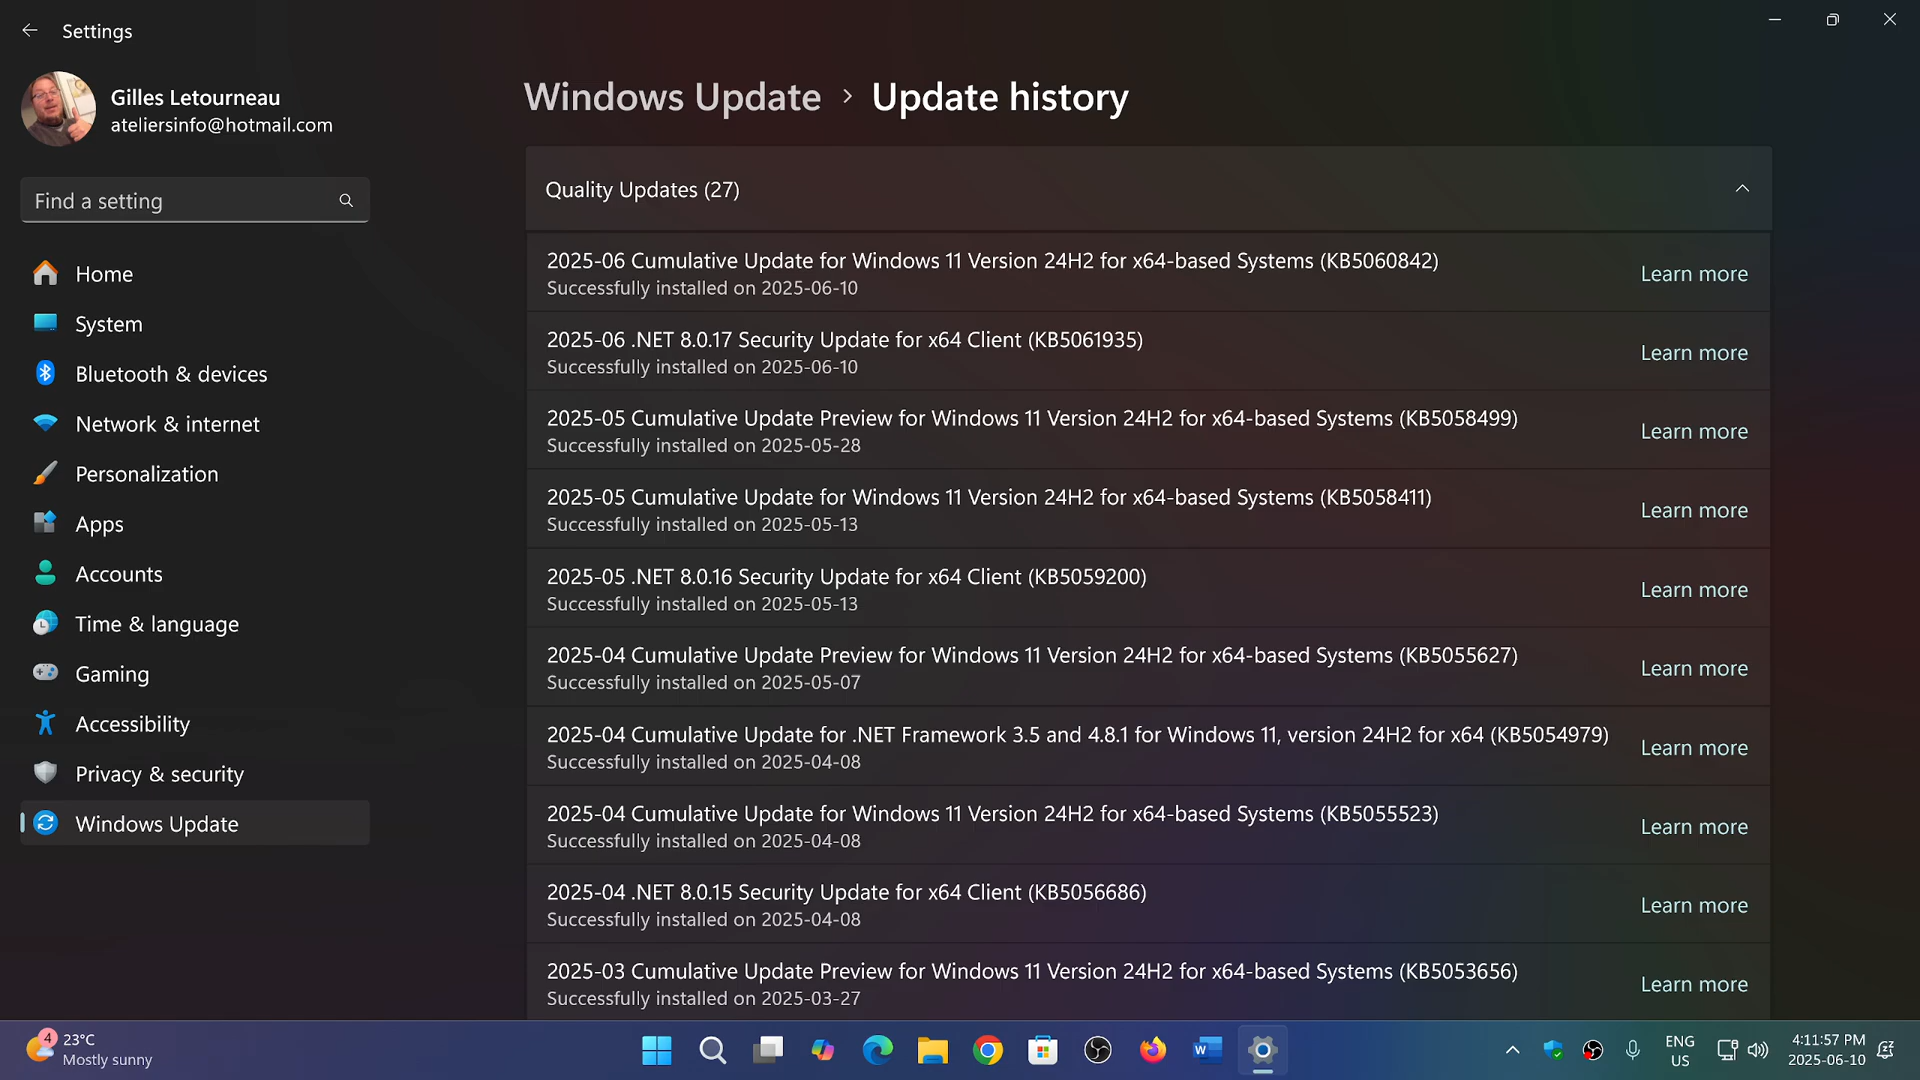 Settings
Gilles Letourneau
ateliersinfo@hotmail.com
Find a setting
Home
System
Bluetooth & devices
Network & internet
Personalization
Apps
Accounts
Time & language
Gaming
Accessibility
Privacy & security
Windows Update
Windows Update > Update history
Quality Updates (27)
2025-06 Cumulative Update for Windows 11 Version 24H2 for x64-based Systems (KB5060842)
Successfully installed on 2025-06-10
Learn more
2025-06 .NET 8.0.17 Security Update for x64 Client (KB5061935)
Successfully installed on 2025-06-10
Learn more
2025-05 Cumulative Update Preview for Windows 11 Version 24H2 for x64-based Systems (KB5058499)
Successfully installed on 2025-05-28
Learn more
2025-05 Cumulative Update for Windows 11 Version 24H2 for x64-based Systems (KB5058411)
Successfully installed on 2025-05-13
Learn more
2025-05 .NET 8.0.16 Security Update for x64 Client (KB5059200)
Successfully installed on 2025-05-13
Learn more
2025-04 Cumulative Update Preview for Windows 11 Version 24H2 for x64-based Systems (KB5055627)
Successfully installed on 2025-05-07
Learn more
2025-04 Cumulative Update for .NET Framework 3.5 and 4.8.1 for Windows 11, version 24H2 for x64 (KB5054979)
Successfully installed on 2025-04-08
Learn more
2025-04 Cumulative Update for Windows 11 Version 24H2 for x64-based Systems (KB5055523)
Successfully installed on 2025-04-08
Learn more
2025-04 .NET 8.0.15 Security Update for x64 Client (KB5056686)
Successfully installed on 2025-04-08
Learn more
2025-03 Cumulative Update Preview for Windows 11 Version 24H2 for x64-based Systems (KB5053656)
Successfully installed on 2025-03-27
Learn more
4
23°C
Mostly sunny
W
ENG
US
4:11:57 PM
2025-06-10